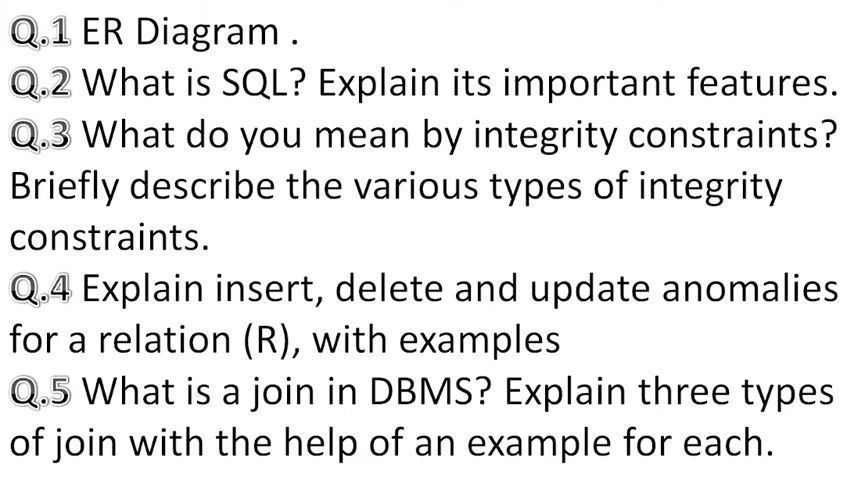 Q.1 ER Diagram .
Q.2 What is SQL? Explain its important features.
Q.3 What do you mean by integrity constraints?
Briefly describe the various types of integrity
constraints.
Q.4 Explain insert, delete and update anomalies
for a relation (R), with examples
Q.5 What is a join in DBMS? Explain three types
of join with the help of an example for each.